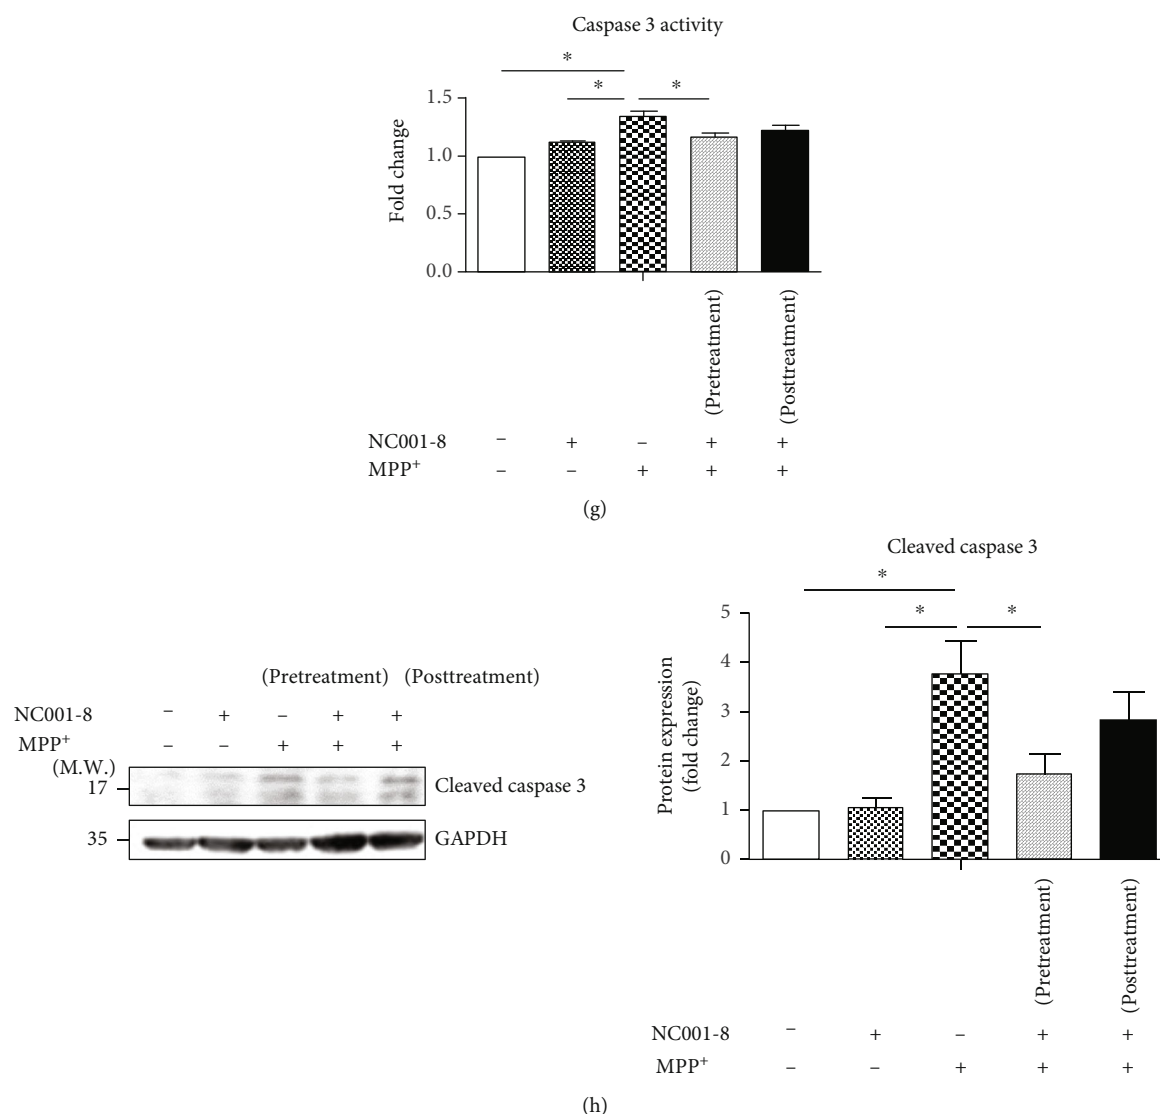 Caspase 3 activity
* 
* *
Fold change
1.5
1.0
0.5
0.0
(Pretreatment) (Posttreatment)
NC001-8 – + – + +
MPP+ – – + + +
(g)
(Pretreatment) (Posttreatment)
NC001-8 – + – + +
MPP+ – – + + +
(M.W.)
17 Cleaved caspase 3
35 GAPDH
Cleaved caspase 3
*
* *
Protein expression
(fold change)
5
4
3
2
1
0
(Pretreatment) (Posttreatment)
NC001-8 – + – + +
MPP+ – – + + +
(h)